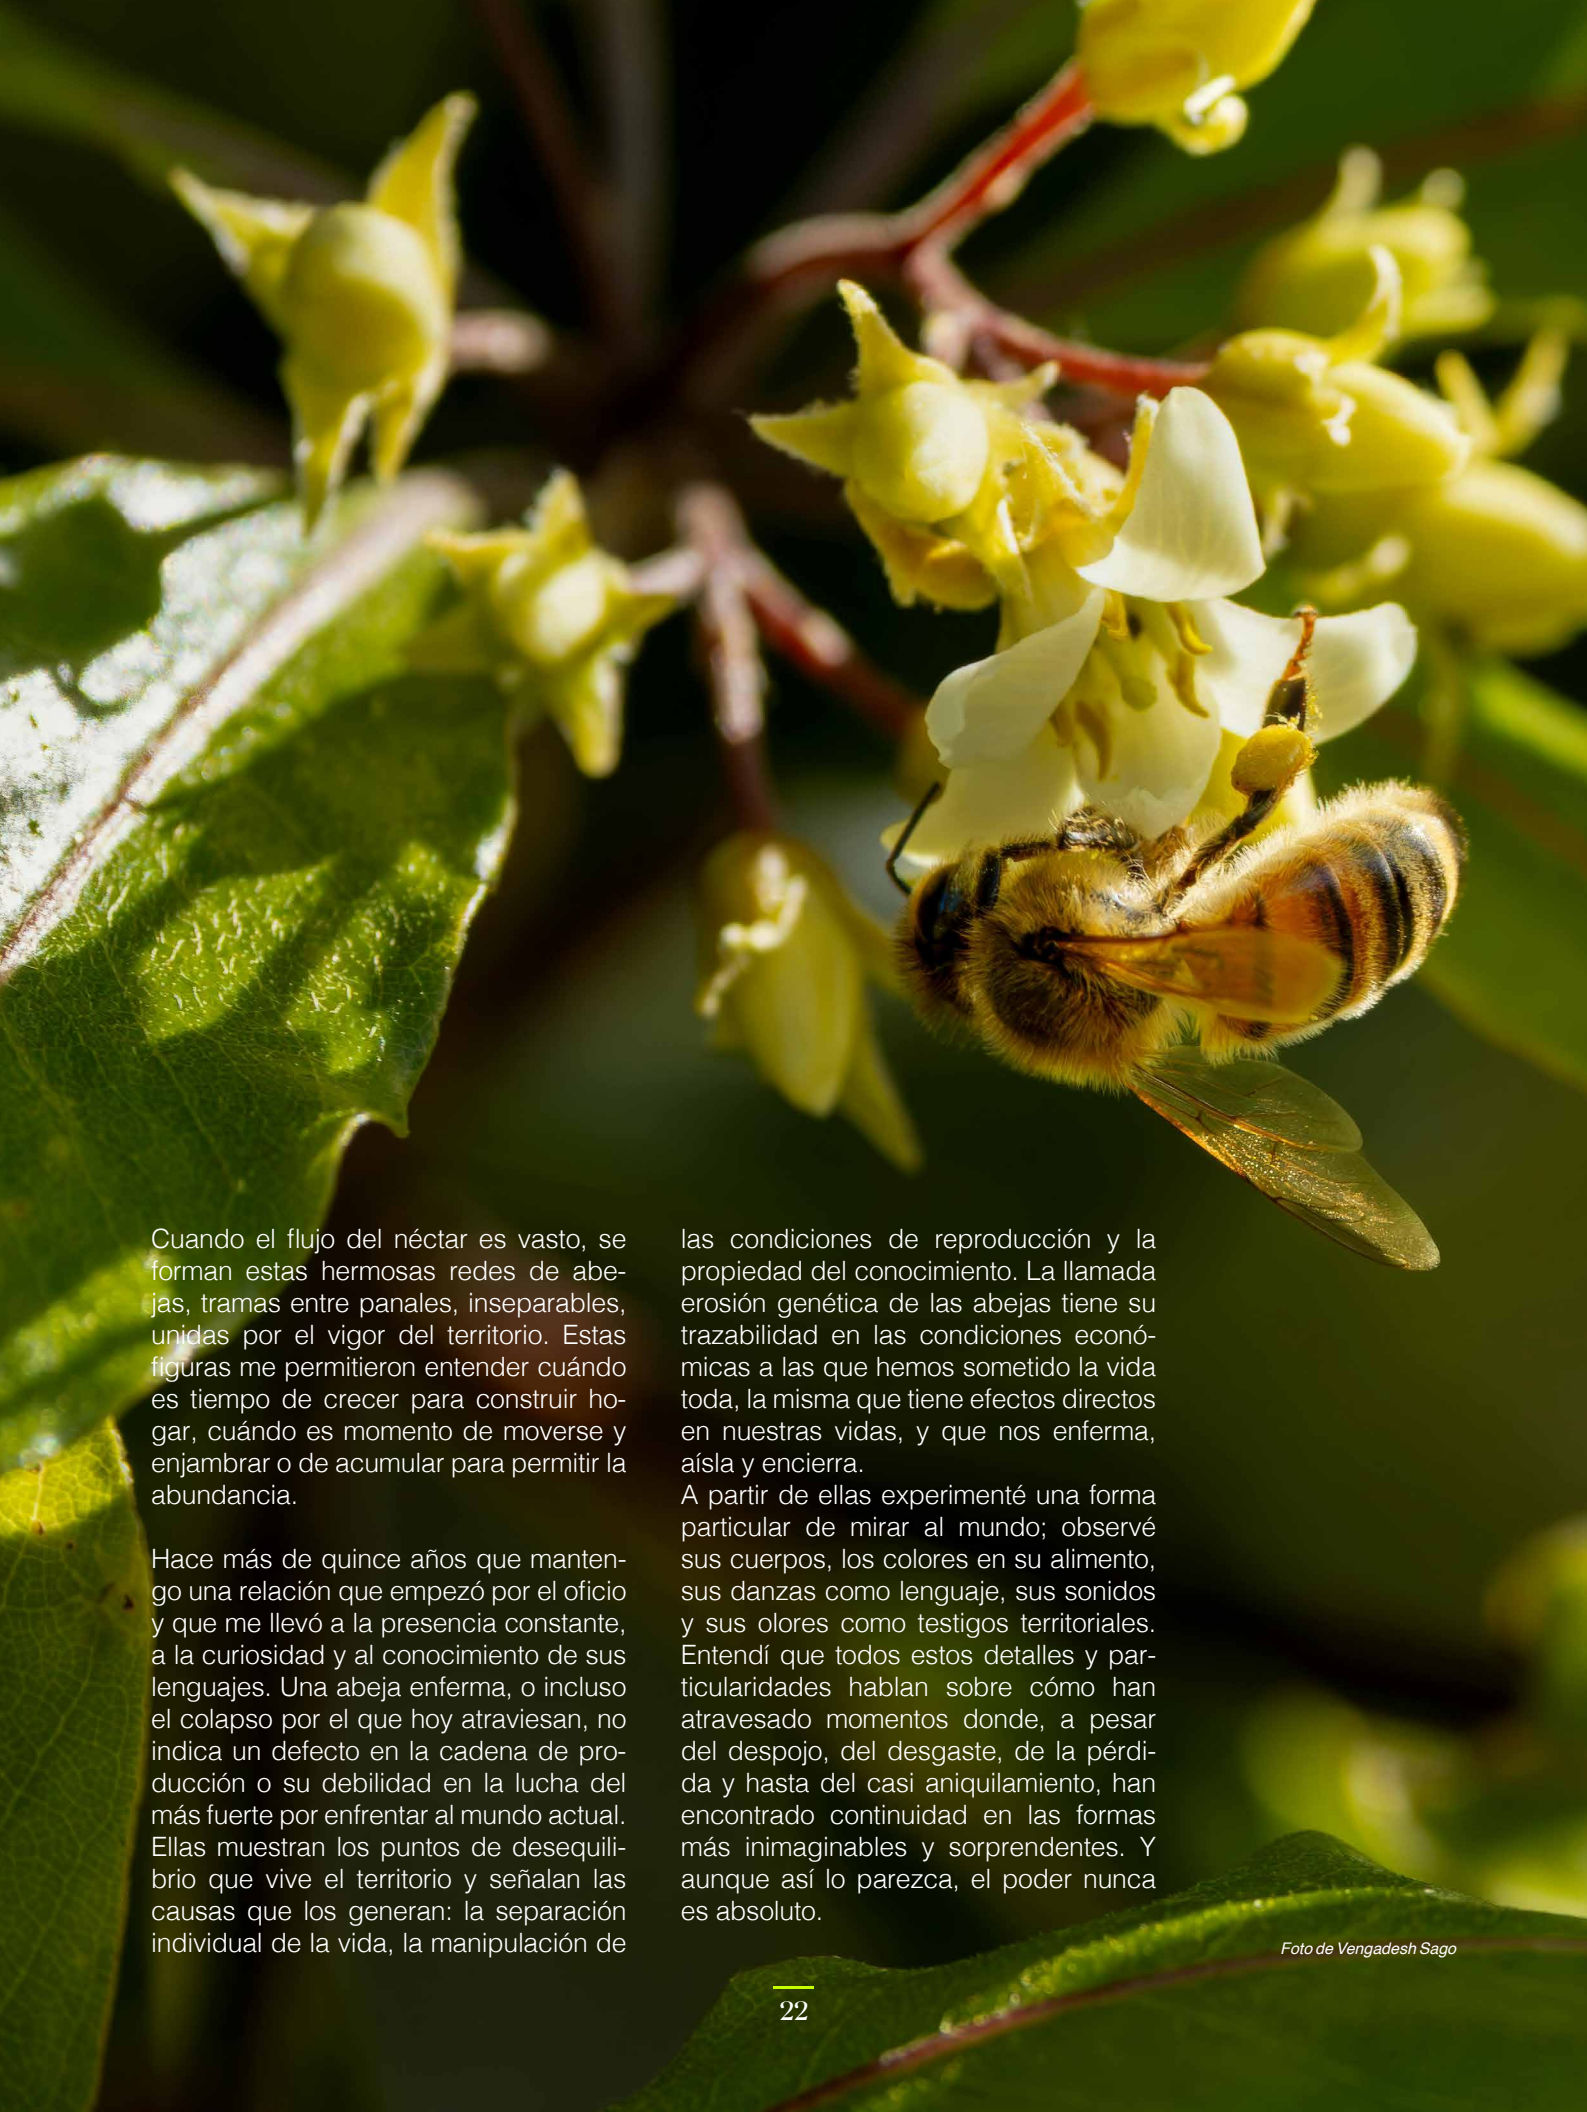 Cuando el flujo del néctar es vasto, se
forman estas hermosas redes de abe-
jas, tramas entre panales, inseparables,
unidas por el vigor del territorio. Estas
figuras me permitieron entender cuándo
es tiempo de crecer para construir ho-
gar, cuándo es momento de moverse y
enjambrar o de acumular para permitir la
abundancia.
Hace más de quince años que manten-
go una relación que empezó por el oficio
y que me llevó a la presencia constante,
a la curiosidad y al conocimiento de sus
lenguajes. Una abeja enferma, o incluso
el colapso por el que hoy atraviesan, no
indica un defecto en la cadena de pro-
ducción o su debilidad en la lucha del
más fuerte por enfrentar al mundo actual.
Ellas muestran los puntos de desequili-
brio que vive el territorio y señalan las
causas que los generan: la separación
individual de la vida, la manipulación de
las condiciones de reproducción y la
propiedad del conocimiento. La llamada
erosión genética de las abejas tiene su
trazabilidad en las condiciones econó-
micas a las que hemos sometido la vida
toda, la misma que tiene efectos directos
en nuestras vidas, y que nos enferma,
aísla y encierra.
A partir de ellas experimenté una forma
particular de mirar al mundo; observé
sus cuerpos, los colores en su alimento,
sus danzas como lenguaje, sus sonidos
y sus olores como testigos territoriales.
Entendí que todos estos detalles y par-
ticularidades hablan sobre cómo han
atravesado momentos donde, a pesar
del despojo, del desgaste, de la pérdi-
da y hasta del casi aniquilamiento, han
encontrado continuidad en las formas
más inimaginables y sorprendentes. Y
aunque así lo parezca, el poder nunca
es absoluto.
Foto de Vengadesh Sago
22